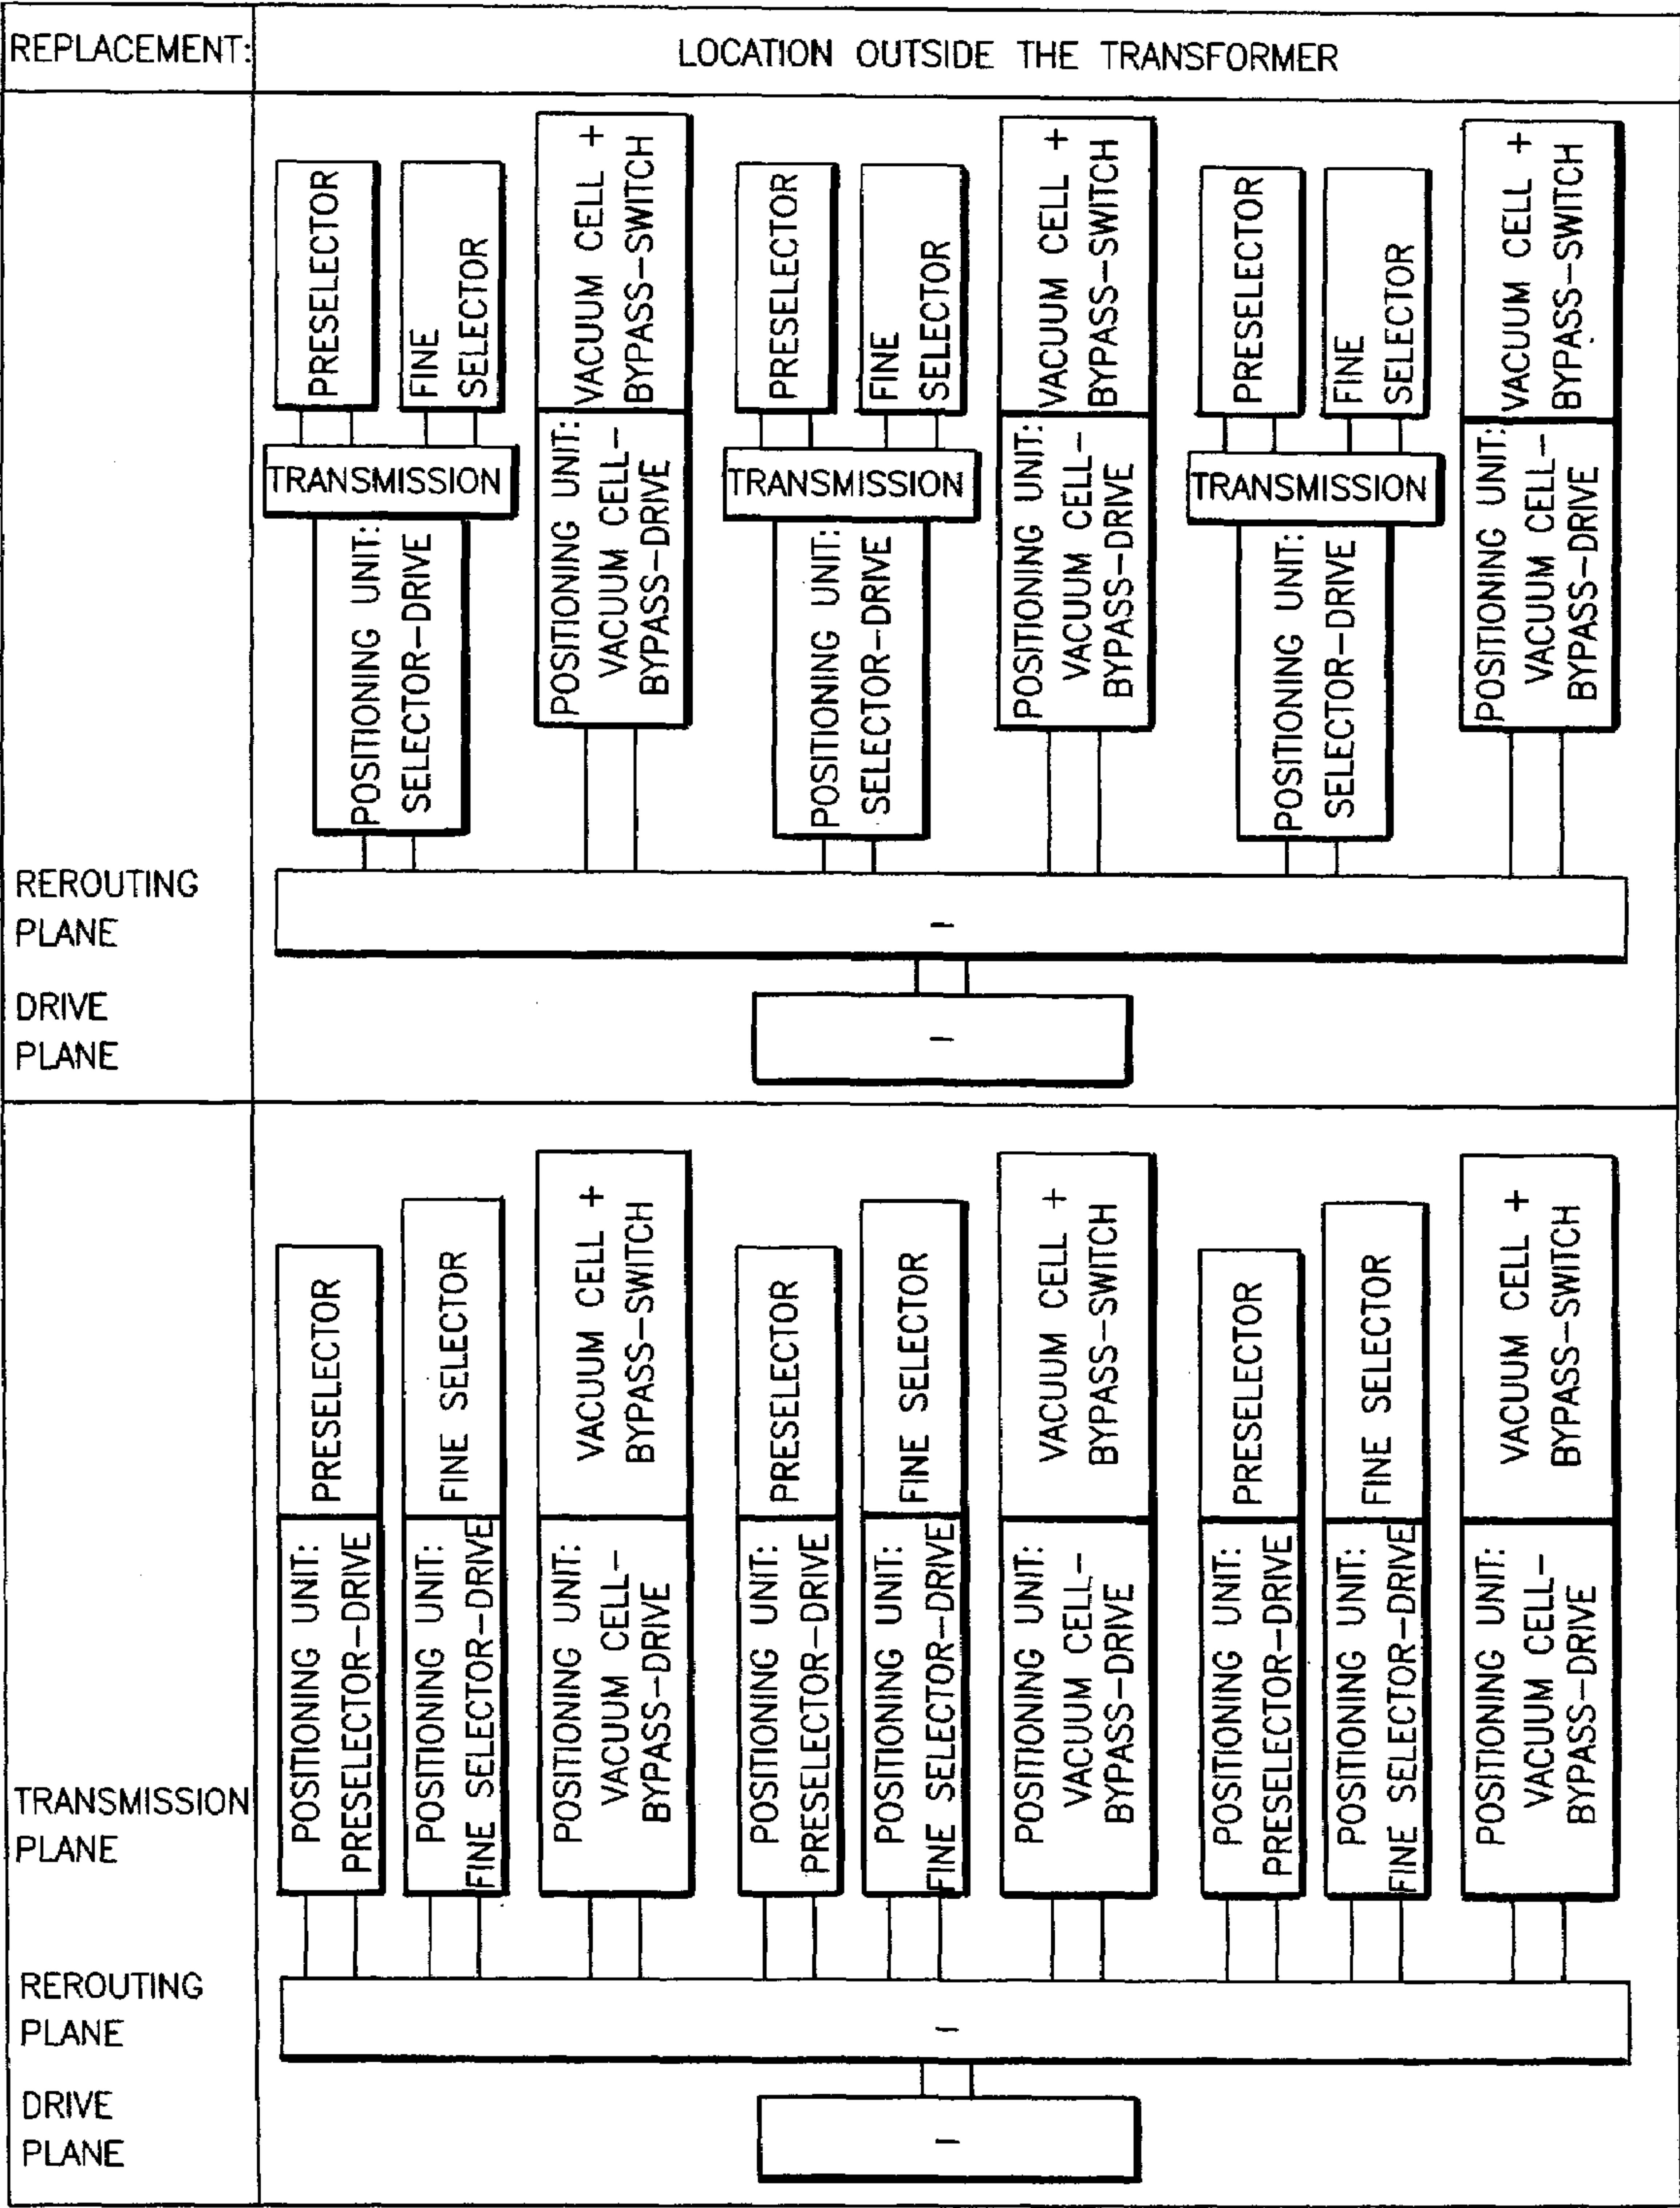 REPLACEMENT:
LOCATION OUTSIDE THE TRANSFORMER
PRESELECTOR
FINE
SELECTOR
VACUUM CELL +
BYPASS-SWITCH
PRESELECTOR
FINE
SELECTOR
VACUUM CELL +
BYPASS-SWITCH
PRESELECTOR
FINE
SELECTOR
VACUUM CELL +
BYPASS-SWITCH
TRANSMISSION
POSITIONING UNIT:
VACUUM CELL-
BYPASS-DRIVE
TRANSMISSION
POSITIONING UNIT:
VACUUM CELL-
BYPASS-DRIVE
TRANSMISSION
POSITIONING UNIT:
VACUUM CELL-
BYPASS-DRIVE
POSITIONING UNIT:
SELECTOR-DRIVE
POSITIONING UNIT:
SELECTOR-DRIVE
POSITIONING UNIT:
SELECTOR-DRIVE
REROUTING
PLANE
-
DRIVE
PLANE
-
PRESELECTOR
FINE SELECTOR
VACUUM CELL +
BYPASS-SWITCH
PRESELECTOR
FINE SELECTOR
VACUUM CELL +
BYPASS-SWITCH
PRESELECTOR
FINE SELECTOR
VACUUM CELL +
BYPASS-SWITCH
TRANSMISSION
PLANE
POSITIONING UNIT:
PRESELECTOR-DRIVE
POSITIONING UNIT:
FINE SELECTOR-DRIVE
POSITIONING UNIT:
VACUUM CELL-
BYPASS-DRIVE
POSITIONING UNIT:
PRESELECTOR-DRIVE
POSITIONING UNIT:
FINE SELECTOR-DRIVE
POSITIONING UNIT:
VACUUM CELL-
BYPASS-DRIVE
POSITIONING UNIT:
PRESELECTOR-DRIVE
POSITIONING UNIT:
FINE SELECTOR-DRIVE
POSITIONING UNIT:
VACUUM CELL-
BYPASS-DRIVE
REROUTING
PLANE
-
DRIVE
PLANE
-